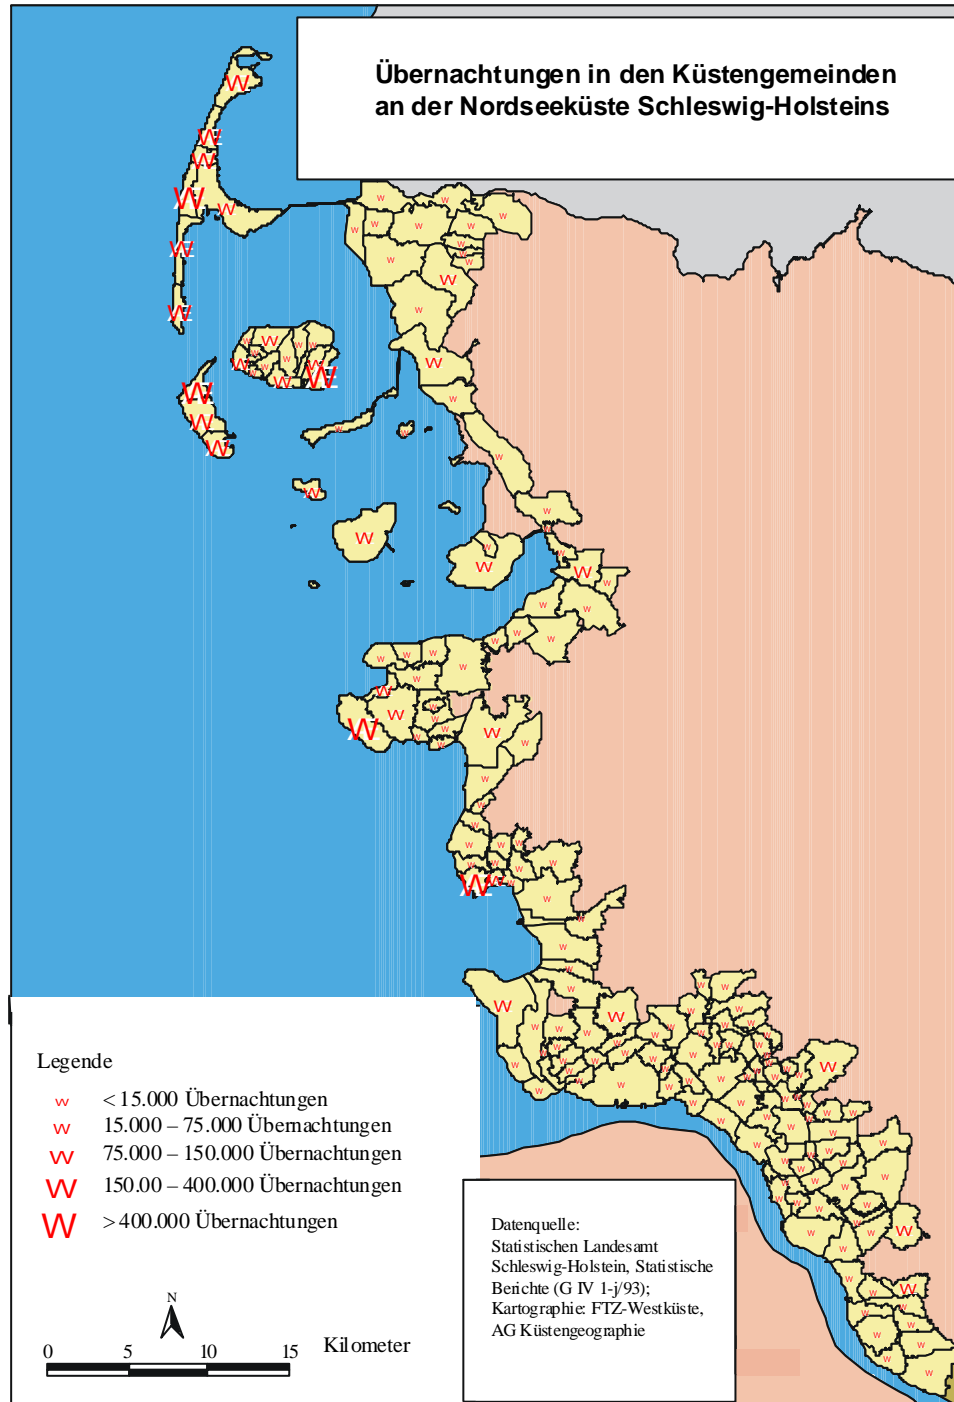 Übernachtungen in den Küstengemeinden
an der Nordseeküste Schleswig-Holsteins
Legende
w < 15.000 Übernachtungen
w 15.000 – 75.000 Übernachtungen
w 75.000 – 150.000 Übernachtungen
w 150.00 – 400.000 Übernachtungen
w > 400.000 Übernachtungen
N
0 5 10 15 Kilometer
Datenquelle:
Statistischen Landesamt
Schleswig-Holstein, Statistische
Berichte (G IV 1-j/93);
Kartographie: FTZ-Westküste,
AG Küstengeographie